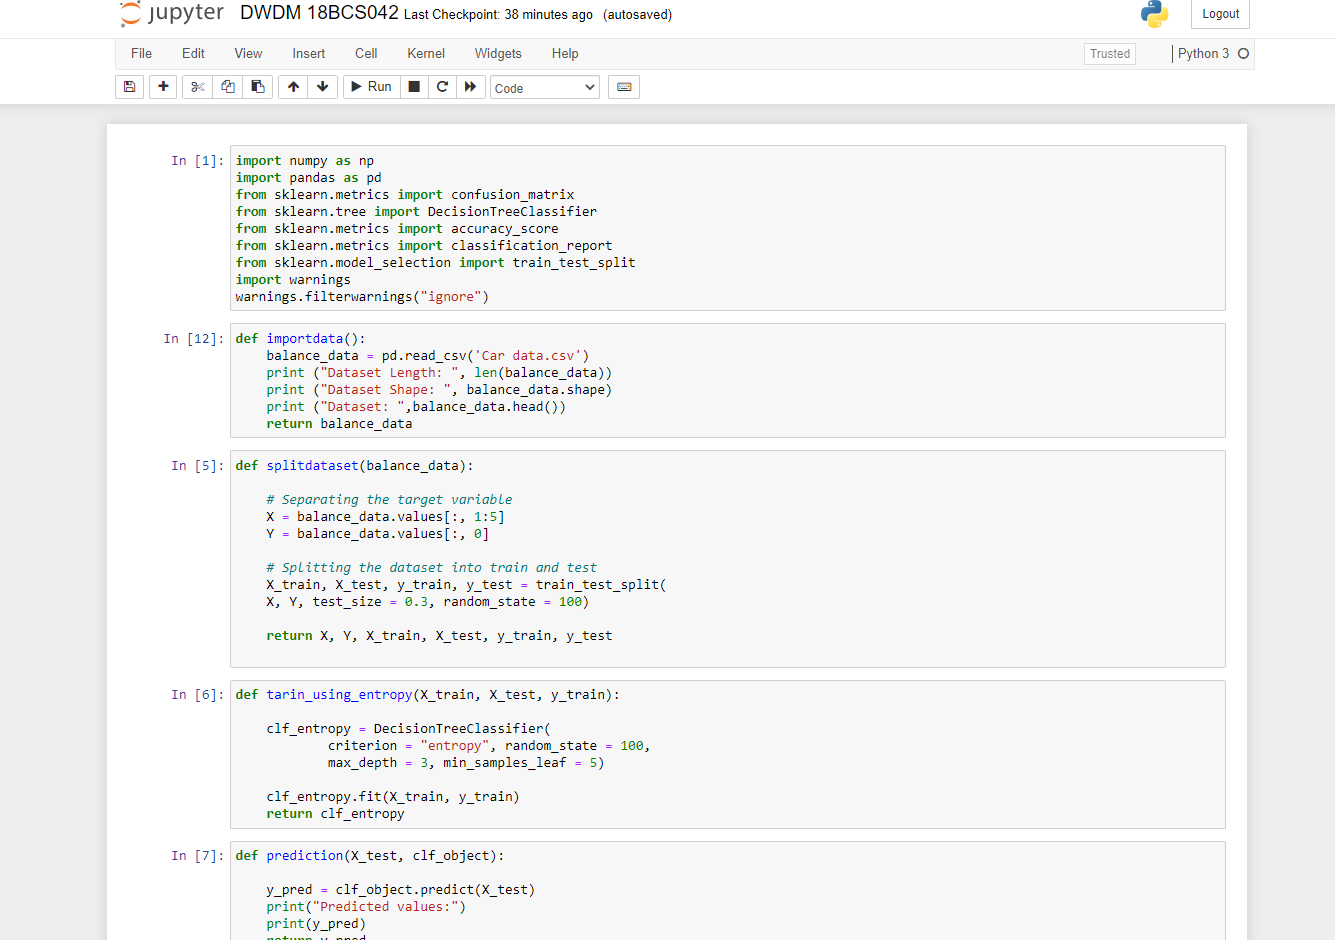 jupyter DWDM 18BCS042 Last Checkpoint: 38 minutes ago (autosaved) Logout
File Edit View Insert Cell Kernel Widgets Help Trusted Python 3
Run Code
In [1]: import numpy as np
import pandas as pd
from sklearn.metrics import confusion_matrix
from sklearn.tree import DecisionTreeClassifier
from sklearn.metrics import accuracy_score
from sklearn.metrics import classification_report
from sklearn.model_selection import train_test_split
import warnings
warnings.filterwarnings("ignore")
In [12]: def importdata():
balance_data = pd.read_csv('Car data.csv')
print ("Dataset Length: ", len(balance_data))
print ("Dataset Shape: ", balance_data.shape)
print ("Dataset: ",balance_data.head())
return balance_data
In [5]: def splitdataset(balance_data):
# Separating the target variable
X = balance_data.values[:, 1:5]
Y = balance_data.values[:, 0]
# Splitting the dataset into train and test
X_train, X_test, y_train, y_test = train_test_split(
X, Y, test_size = 0.3, random_state = 100)
return X, Y, X_train, X_test, y_train, y_test
In [6]: def tarin_using_entropy(X_train, X_test, y_train):
clf_entropy = DecisionTreeClassifier(
criterion = "entropy", random_state = 100,
max_depth = 3, min_samples_leaf = 5)
clf_entropy.fit(X_train, y_train)
return clf_entropy
In [7]: def prediction(X_test, clf_object):
y_pred = clf_object.predict(X_test)
print("Predicted values:")
print(y_pred)
return y_pred